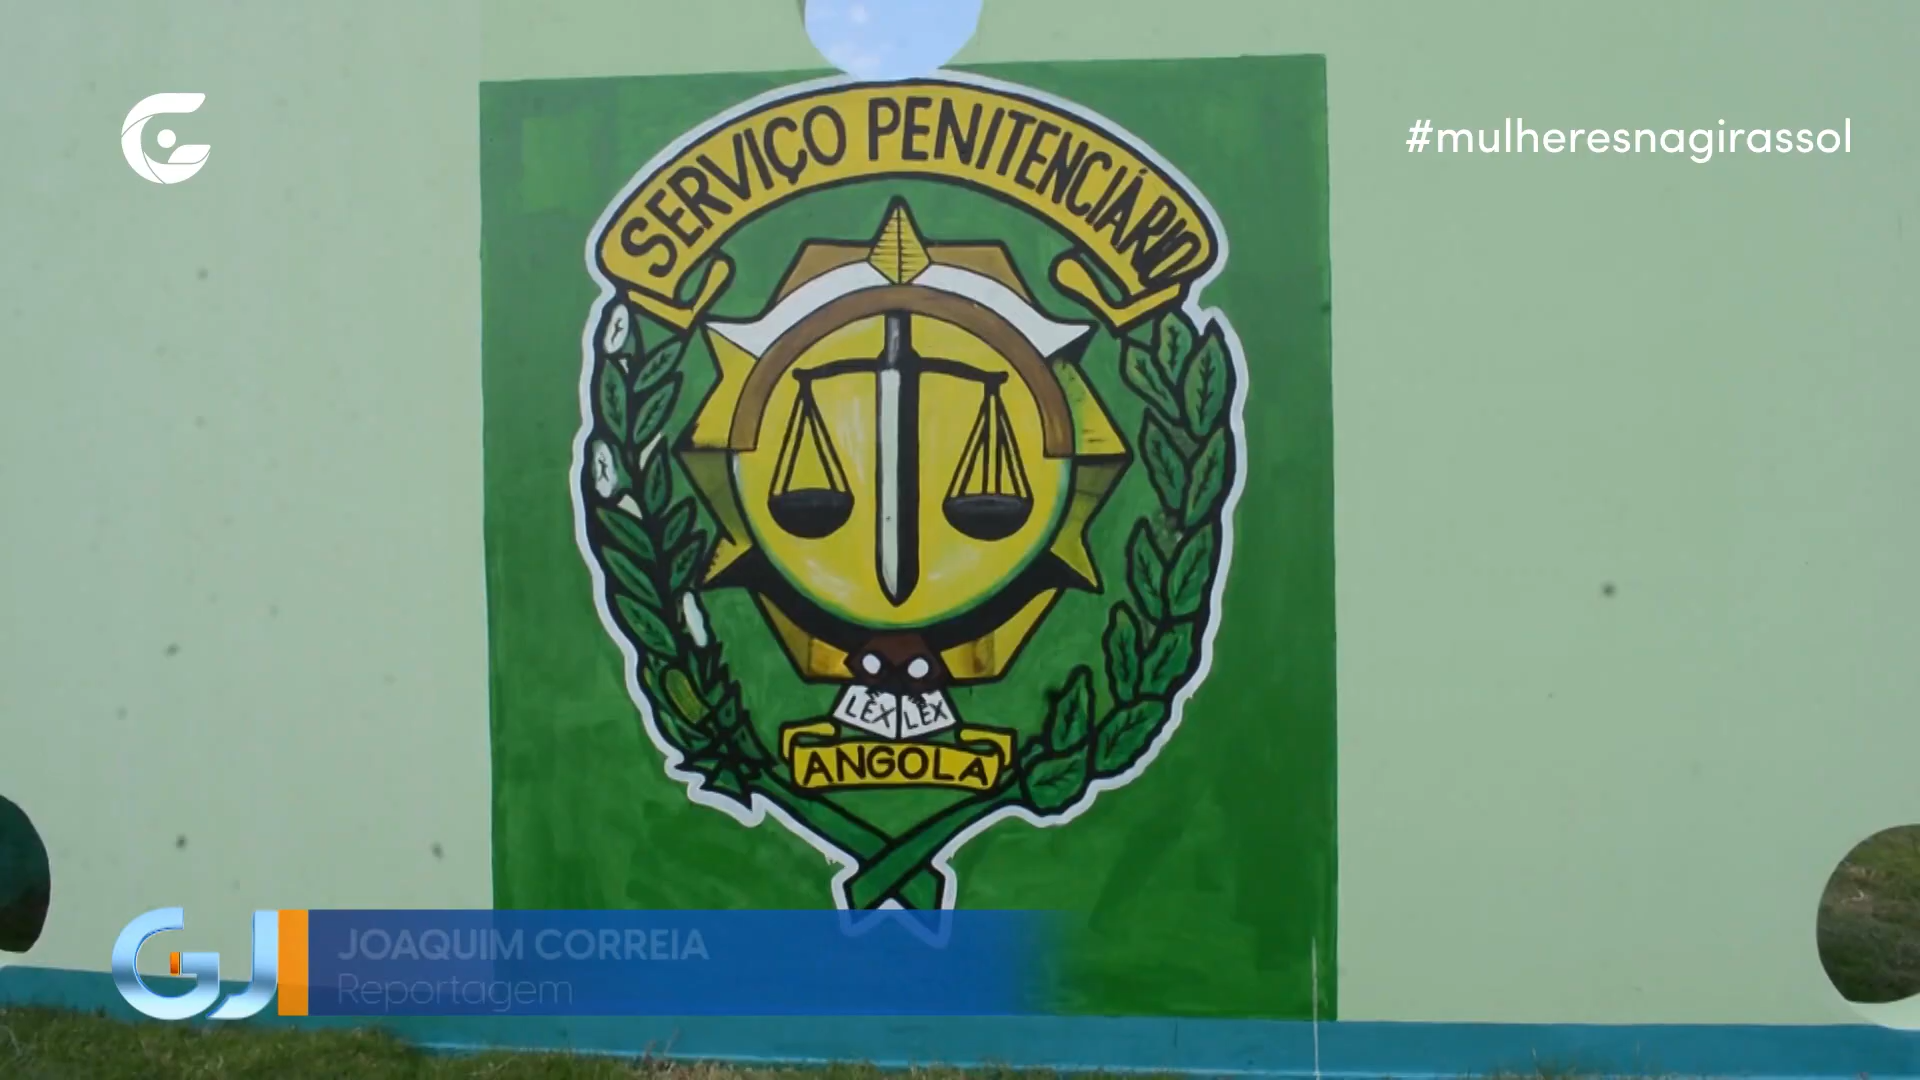 #mulheresnagirassol
SERVIÇO PENITENCIÁRIO
LEX LEX
ANGOLA
GJ
JOAQUIM CORREIA
Reportagem